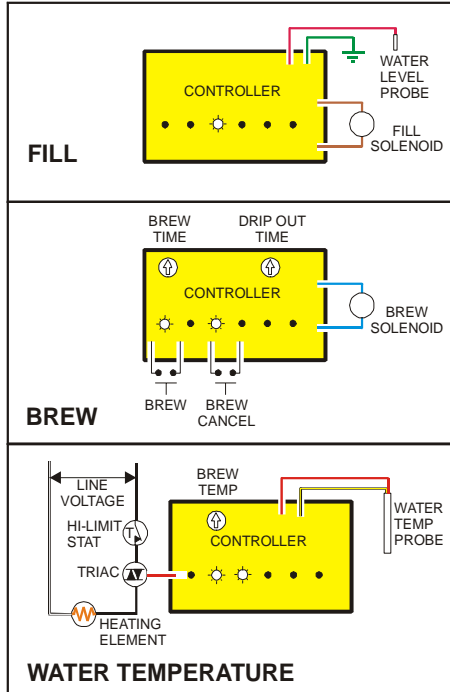 WATER
LEVEL
PROBE
CONTROLLER
FILL
SOLENOID
FILL
BREW
TIME
DRIP OUT
TIME
CONTROLLER
BREW
SOLENOID
BREW
BREW
CANCEL
BREW
LINE
VOLTAGE
BREW
TEMP
HI-LIMIT
STAT
T
CONTROLLER
WATER
TEMP
PROBE
TRIAC
HEATING
ELEMENT
WATER TEMPERATURE